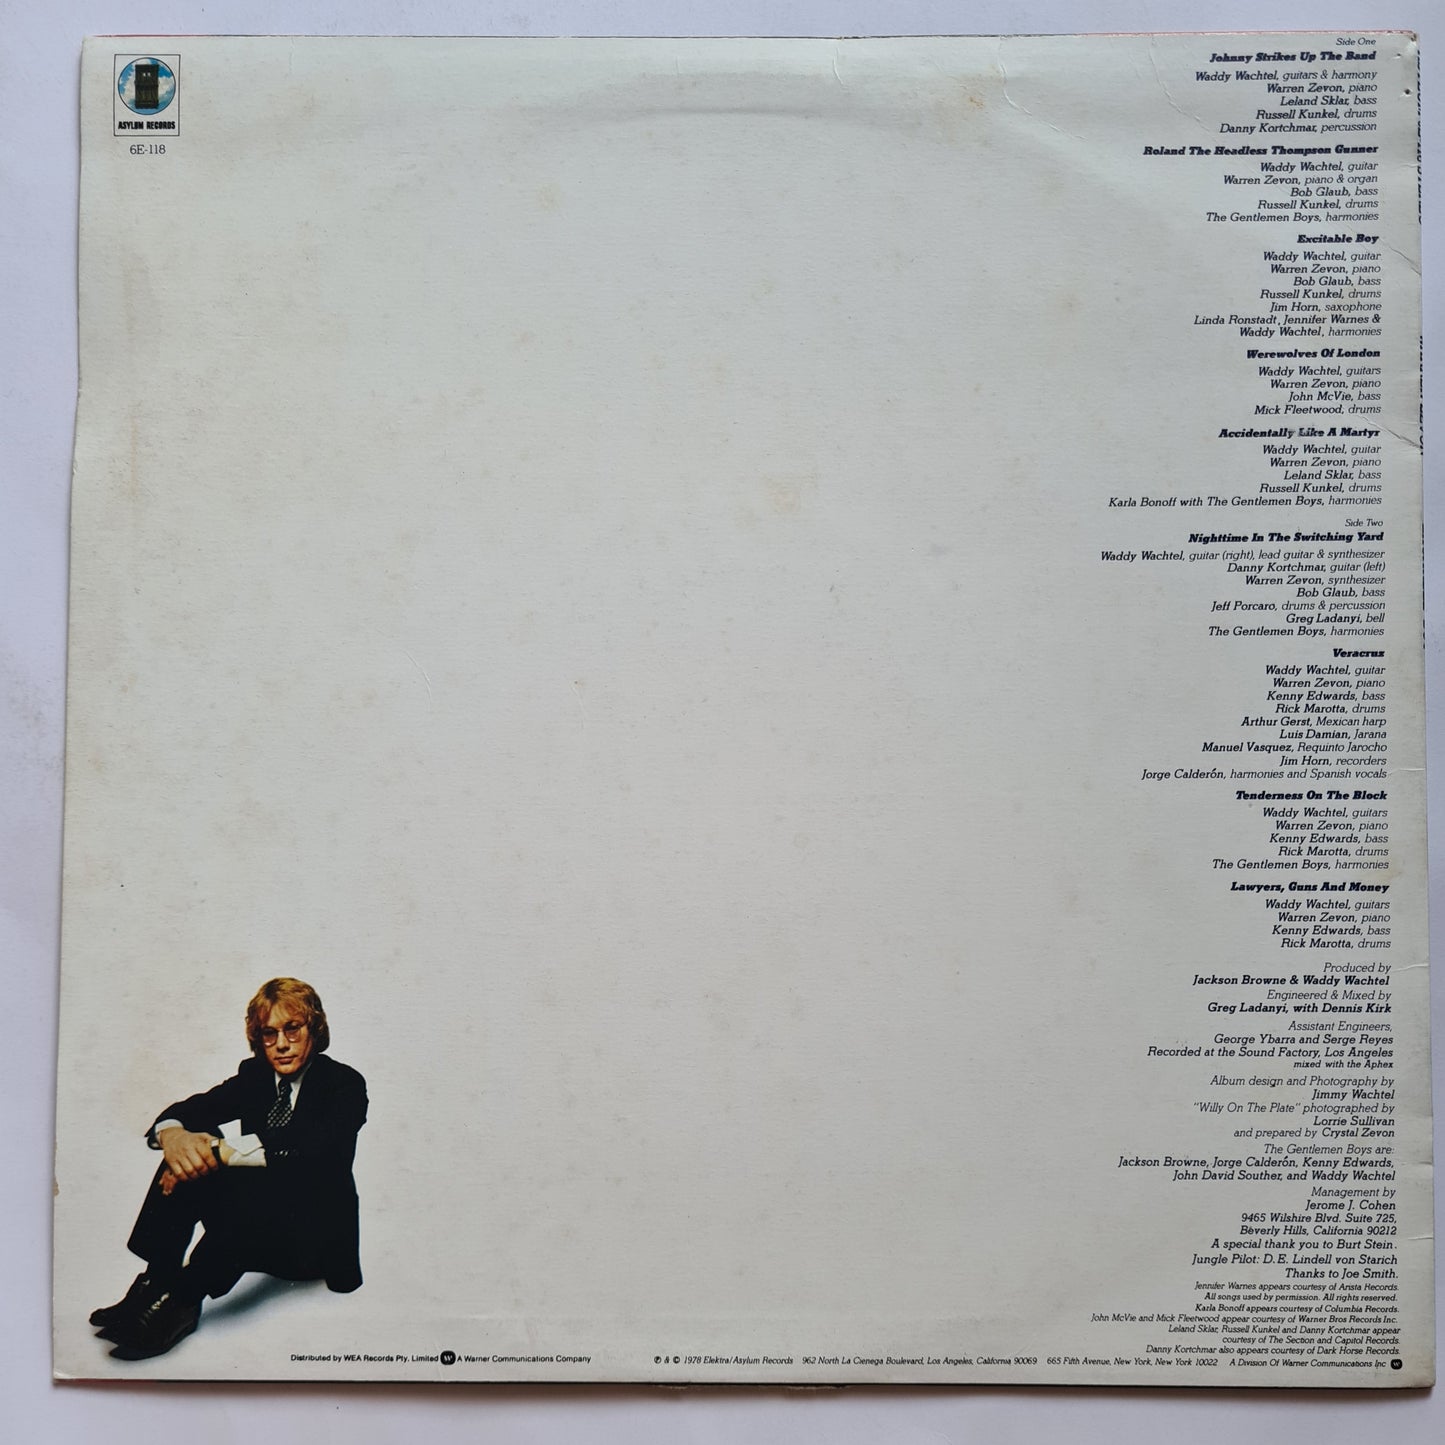 ASYLUM RECORDS
6E-118
Side One
Johnny Strikes Up The Band
Waddy Wachtel, guitars & harmony
Warren Zevon, piano
Leland Sklar, bass
Russell Kunkel, drums
Danny Kortchmar, percussion
Roland The Headless Thompson Gunner
Waddy Wachtel, guitar
Warren Zevon, piano & organ
Bob Glaub, bass
Russell Kunkel, drums
The Gentlemen Boys, harmonies
Excitable Boy
Waddy Wachtel, guitar
Warren Zevon, piano
Bob Glaub, bass
Russell Kunkel, drums
Jim Horn, saxophone
Linda Ronstadt, Jennifer Warnes &
Waddy Wachtel, harmonies
Werewolves Of London
Waddy Wachtel, guitars
Warren Zevon, piano
John McVie, bass
Mick Fleetwood, drums
Accidentally Like A Martyr
Waddy Wachtel, guitar
Warren Zevon, piano
Leland Sklar, bass
Russell Kunkel, drums
Karla Bonoff with The Gentlemen Boys, harmonies
Side Two
Nighttime In The Switching Yard
Waddy Wachtel, guitar (right), lead guitar & synthesizer
Danny Kortchmar, guitar (left)
Warren Zevon, synthesizer
Bob Glaub, bass
Jeff Porcaro, drums & percussion
Greg Ladanyi, bell
The Gentlemen Boys, harmonies
Veracruz
Waddy Wachtel, guitar
Warren Zevon, piano
Kenny Edwards, bass
Rick Marotta, drums
Arthur Gerst, Mexican harp
Luis Damian, Jarana
Manuel Vasquez, Requinto Jarocho
Jim Horn, recorders
Jorge Calderón, harmonies and Spanish vocals
Tenderness On The Block
Waddy Wachtel, guitars
Warren Zevon, piano
Kenny Edwards, bass
Rick Marotta, drums
The Gentlemen Boys, harmonies
Lawyers, Guns And Money
Waddy Wachtel, guitars
Warren Zevon, piano
Kenny Edwards, bass
Rick Marotta, drums
Produced by
Jackson Browne & Waddy Wachtel
Engineered & Mixed by
Greg Ladanyi, with Dennis Kirk
Assistant Engineers,
George Ybarra and Serge Reyes
Recorded at the Sound Factory, Los Angeles
mixed with the Aphex
Album design and Photography by
Jimmy Wachtel
"Willy On The Plate" photographed by
Lorrie Sullivan
and prepared by Crystal Zevon
The Gentlemen Boys are:
Jackson Browne, Jorge Calderón, Kenny Edwards,
John David Souther, and Waddy Wachtel
Management by
Jerome J. Cohen
9465 Wilshire Blvd. Suite 725,
Beverly Hills, California 90212
A special thank you to Burt Stein.
Jungle Pilot: D.E. Lindell von Starich
Thanks to Joe Smith.
Jennifer Warnes appears courtesy of Arista Records.
All songs used by permission. All rights reserved.
Karla Bonoff appears courtesy of Columbia Records.
John McVie and Mick Fleetwood appear courtesy of Warner Bros Records Inc.
Leland Sklar, Russell Kunkel and Danny Kortchmar appear
courtesy of The Section and Capitol Records.
Danny Kortchmar also appears courtesy of Dark Horse Records.
Distributed by WEA Records Pty. Limited W A Warner Communications Company
℗ & © 1978 Elektra/Asylum Records 962 North La Cienega Boulevard, Los Angeles, California 90069 665 Fifth Avenue, New York, New York 10022 A Division Of Warner Communications Inc W